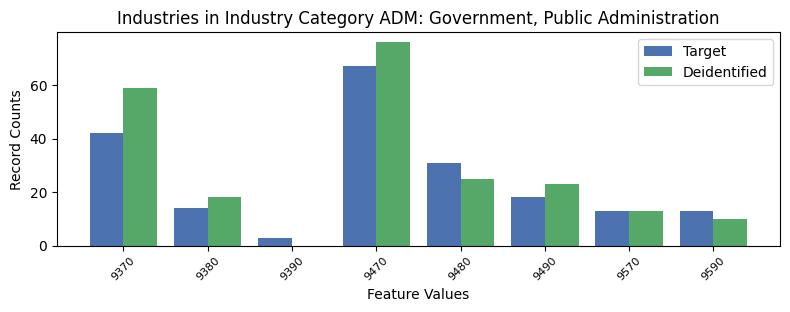 Industries in Industry Category ADM: Government, Public Administration
Target
Deidentified
Record Counts
60
40
20
0
9370 9380 9390 9470 9480 9490 9570 9590
Feature Values